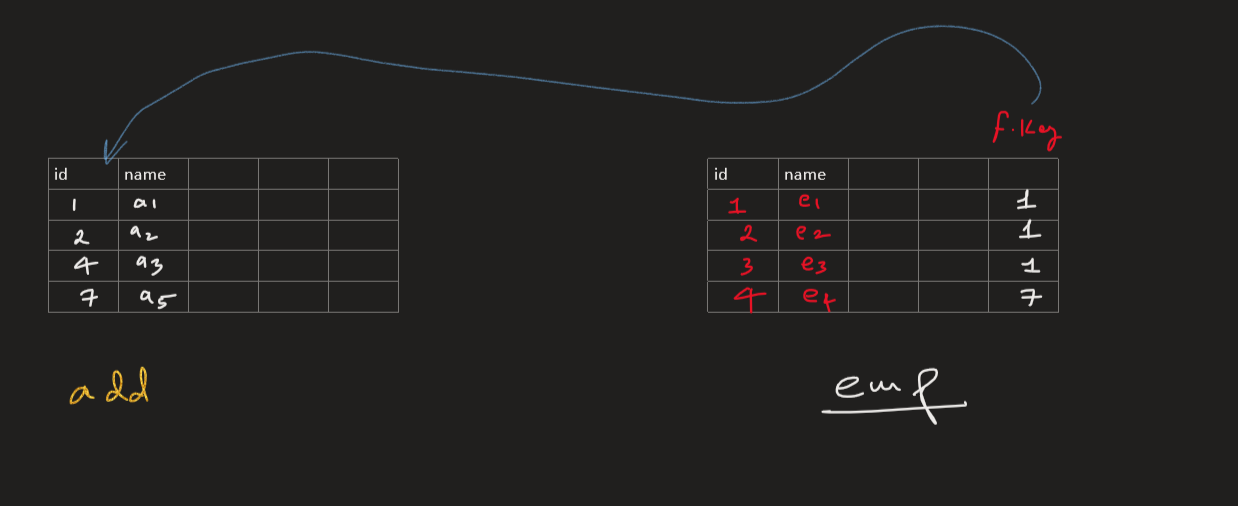 f.key
id name
1 a1
2 a2
4 a3
7 a5
add
id name
1 e1 1
2 e2 1
3 e3 1
4 e4 7
emp